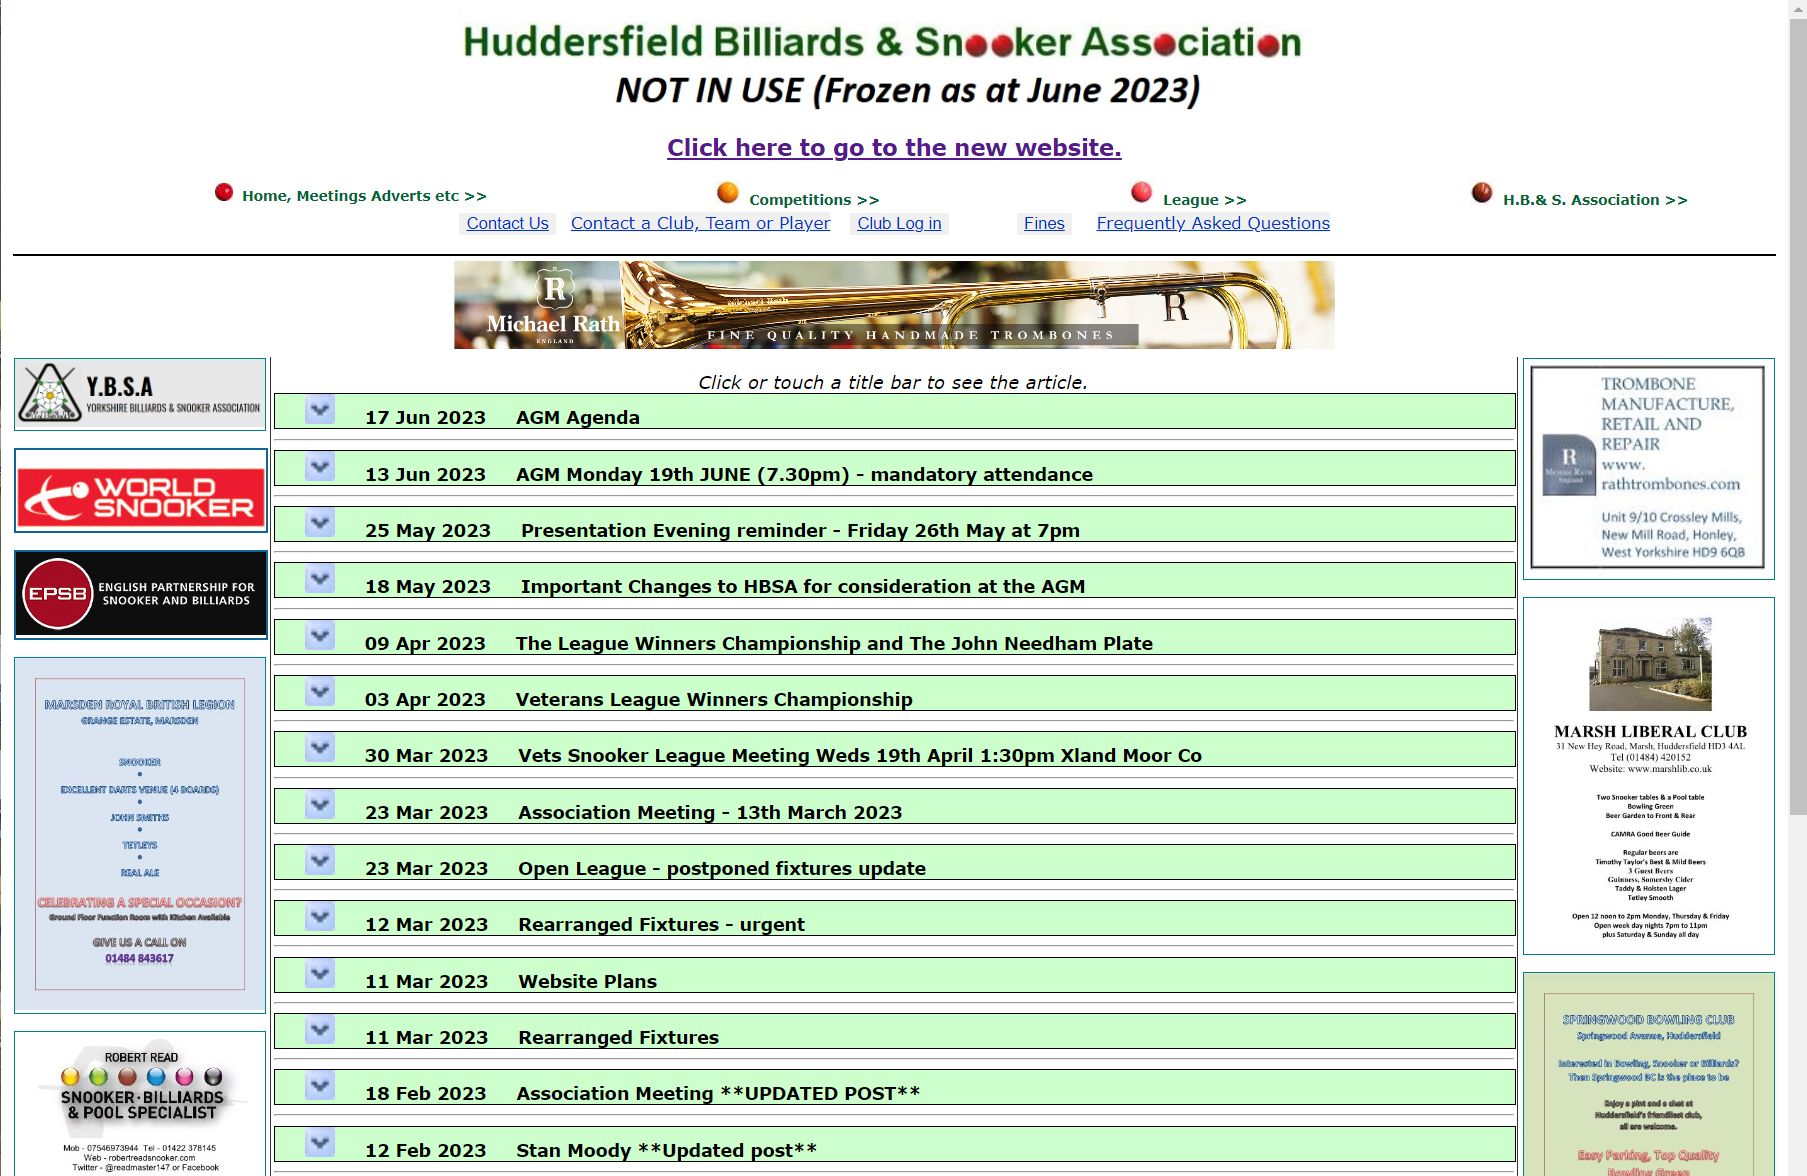 Huddersfield Billiards & Snooker Association
NOT IN USE (Frozen as at June 2023)
Click here to go to the new website.
Home, Meetings Adverts etc >>
Competitions >>
League >>
H.B.& S. Association >>
Contact Us
Contact a Club, Team or Player
Club Log in
Fines
Frequently Asked Questions
R
Michael Rath
ENGLAND
FINE QUALITY HANDMADE TROMBONES
R
Y.B.S.A
YORKSHIRE BILLIARDS & SNOOKER ASSOCIATION
WORLD
SNOOKER
EPSB
ENGLISH PARTNERSHIP FOR
SNOOKER AND BILLIARDS
MARSDEN ROYAL BRITISH LEGION
GRANGE ESTATE, MARSDEN
SNOOKER
•
EXCELLENT DARTS VENUE (4 BOARDS)
•
JOHN SMITHS
•
TETLEYS
•
REAL ALE
CELEBRATING A SPECIAL OCCASION?
Ground Floor Function Room with Kitchen Available
GIVE US A CALL ON
01484 843617
ROBERT READ
SNOOKER·BILLIARDS
& POOL SPECIALIST
Mob - 07546973944 Tel - 01422 378145
Web - robertreadsnooker.com
Twitter - @readmaster147 or Facebook
Click or touch a title bar to see the article.
17 Jun 2023 AGM Agenda
13 Jun 2023 AGM Monday 19th JUNE (7.30pm) - mandatory attendance
25 May 2023 Presentation Evening reminder - Friday 26th May at 7pm
18 May 2023 Important Changes to HBSA for consideration at the AGM
09 Apr 2023 The League Winners Championship and The John Needham Plate
03 Apr 2023 Veterans League Winners Championship
30 Mar 2023 Vets Snooker League Meeting Weds 19th April 1:30pm Xland Moor Co
23 Mar 2023 Association Meeting - 13th March 2023
23 Mar 2023 Open League - postponed fixtures update
12 Mar 2023 Rearranged Fixtures - urgent
11 Mar 2023 Website Plans
11 Mar 2023 Rearranged Fixtures
18 Feb 2023 Association Meeting **UPDATED POST**
12 Feb 2023 Stan Moody **Updated post**
TROMBONE
MANUFACTURE,
RETAIL AND
REPAIR
www.
rathtrombones.com
R
Michael Rath
England
Unit 9/10 Crossley Mills,
New Mill Road, Honley,
West Yorkshire HD9 6QB
MARSH LIBERAL CLUB
31 New Hey Road, Marsh, Huddersfield HD3 4AL
Tel (01484) 420152
Website: www.marshlib.co.uk
Two Snooker tables & a Pool table
Bowling Green
Beer Garden to Front & Rear
CAMRA Good Beer Guide
Regular beers are
Timothy Taylor's Best & Mild Beers
3 Guest Beers
Guinness, Somersby Cider
Taddy & Holsten Lager
Tetley Smooth
Open 12 noon to 2pm Monday, Thursday & Friday
Open week day nights 7pm to 11pm
plus Saturday & Sunday all day
SPRINGWOOD BOWLING CLUB
Springwood Avenue, Huddersfield
Interested in Bowling, Snooker or Billiards?
Then Springwood BC is the place to be
Enjoy a pint and a chat at
Huddersfield's friendliest club,
all are welcome.
Easy Parking, Top Quality
Bowling Green